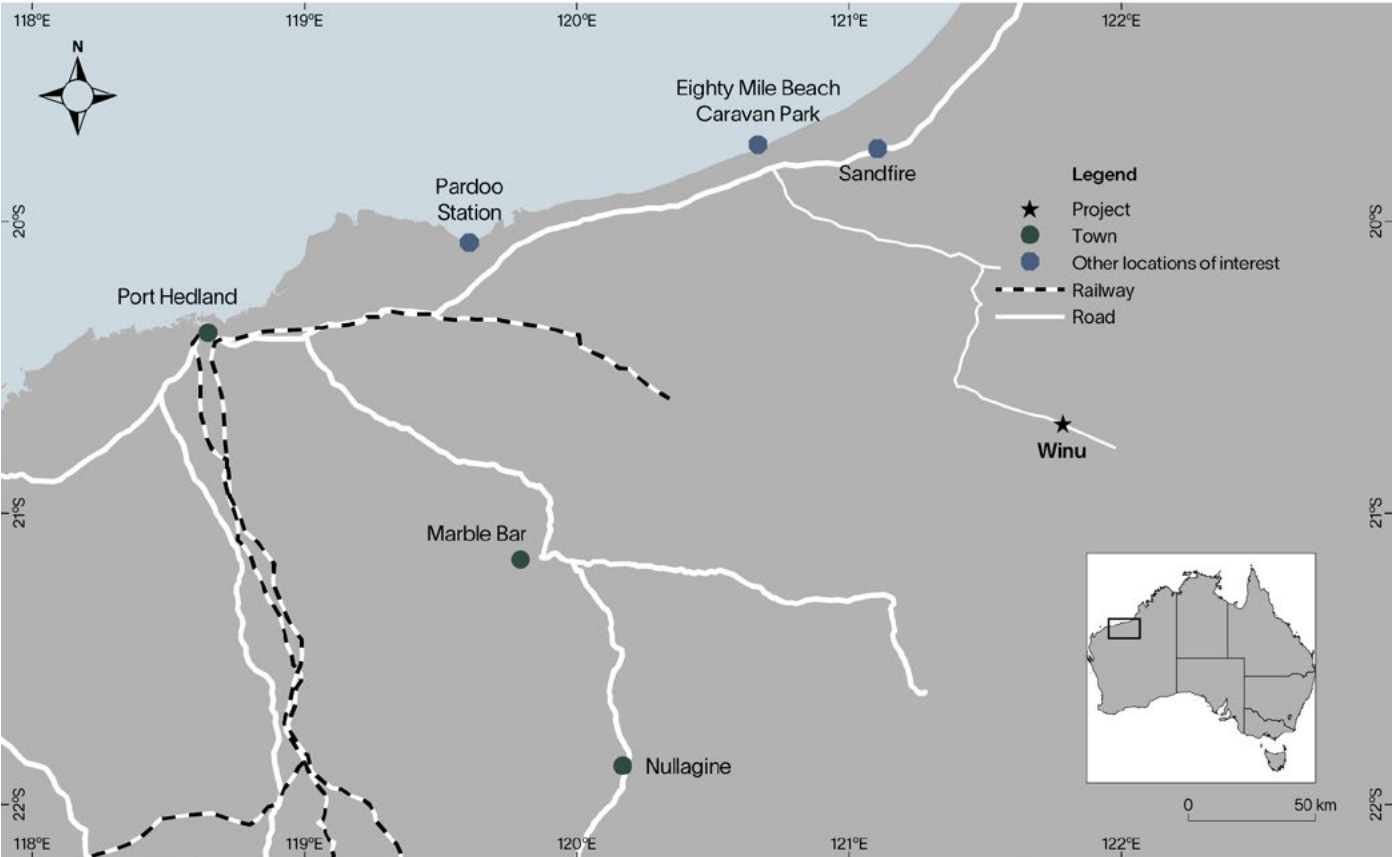 118°E
119°E
120°E
121°E
122°E
N
Eighty Mile Beach
Caravan Park
Sandfire
Pardoo
Station
Legend
Project
Town
Other locations of interest
Railway
Road
20°S
20°S
Port Hedland
Winu
21°S
21°S
Marble Bar
Nullagine
0
50 km
22°S
22°S
118°E
119°E
120°E
121°E
122°E